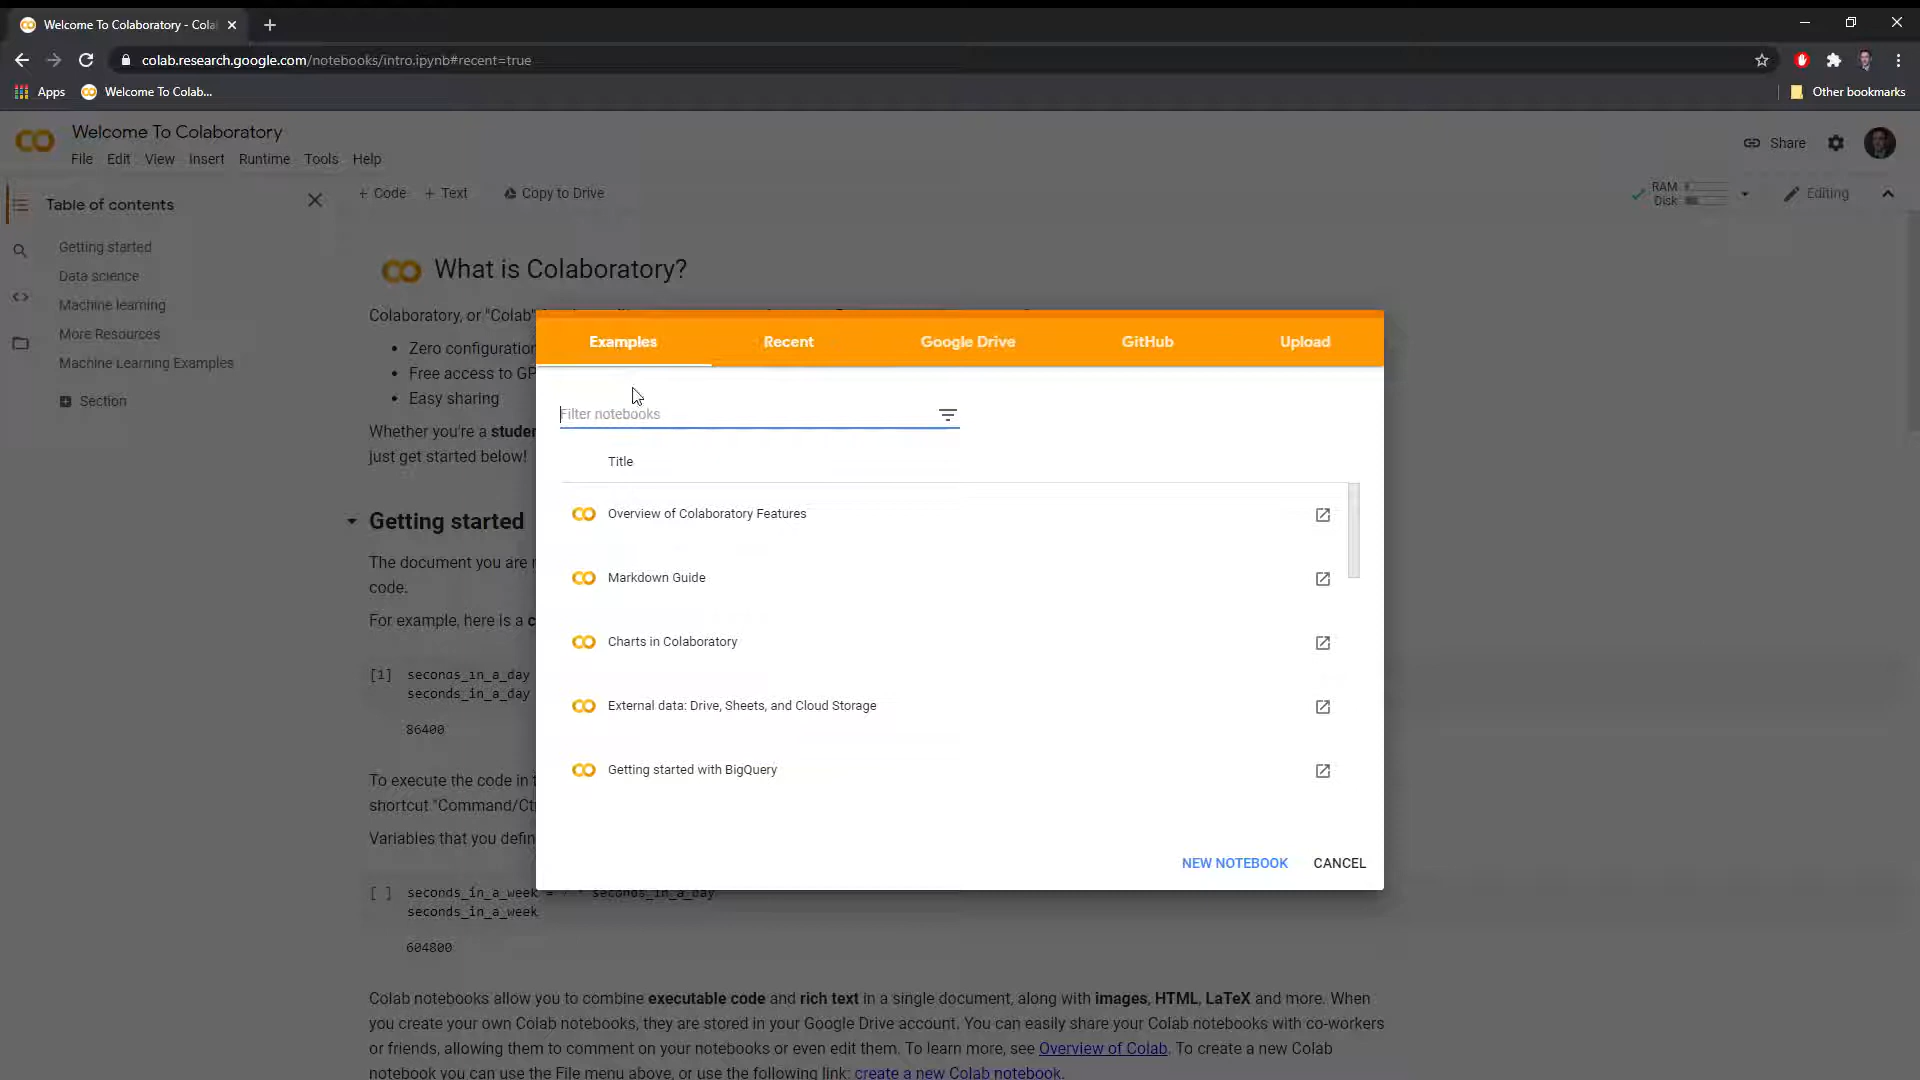 Welcome To Colaboratory - Cola
colab.research.google.com/notebooks/intro.ipynb#recent=true
Apps
Welcome To Colab...
Other bookmarks
Welcome To Colaboratory
File Edit View Insert Runtime Tools Help
Share
Table of contents
+ Code + Text Copy to Drive
RAM
Disk
Editing
Getting started
Data science
Machine learning
More Resources
Machine Learning Examples
Section
What is Colaboratory?
Colaboratory, or "Colab"
Zero configuration
Free access to GP
Easy sharing
Whether you're a studen
just get started below!
Getting started
The document you are
code.
For example, here is a
[1] seconds_in_a_day
seconds_in_a_day
86400
To execute the code in
shortcut "Command/Ct
Variables that you defin
[ ] seconds_in_a_week = 7 * seconds_in_a_day
seconds_in_a_week
604800
Colab notebooks allow you to combine executable code and rich text in a single document, along with images, HTML, LaTeX and more. When
you create your own Colab notebooks, they are stored in your Google Drive account. You can easily share your Colab notebooks with co-workers
or friends, allowing them to comment on your notebooks or even edit them. To learn more, see Overview of Colab. To create a new Colab
notebook you can use the File menu above, or use the following link: create a new Colab notebook.
Examples Recent Google Drive GitHub Upload
Filter notebooks
Title
Overview of Colaboratory Features
Markdown Guide
Charts in Colaboratory
External data: Drive, Sheets, and Cloud Storage
Getting started with BigQuery
NEW NOTEBOOK CANCEL